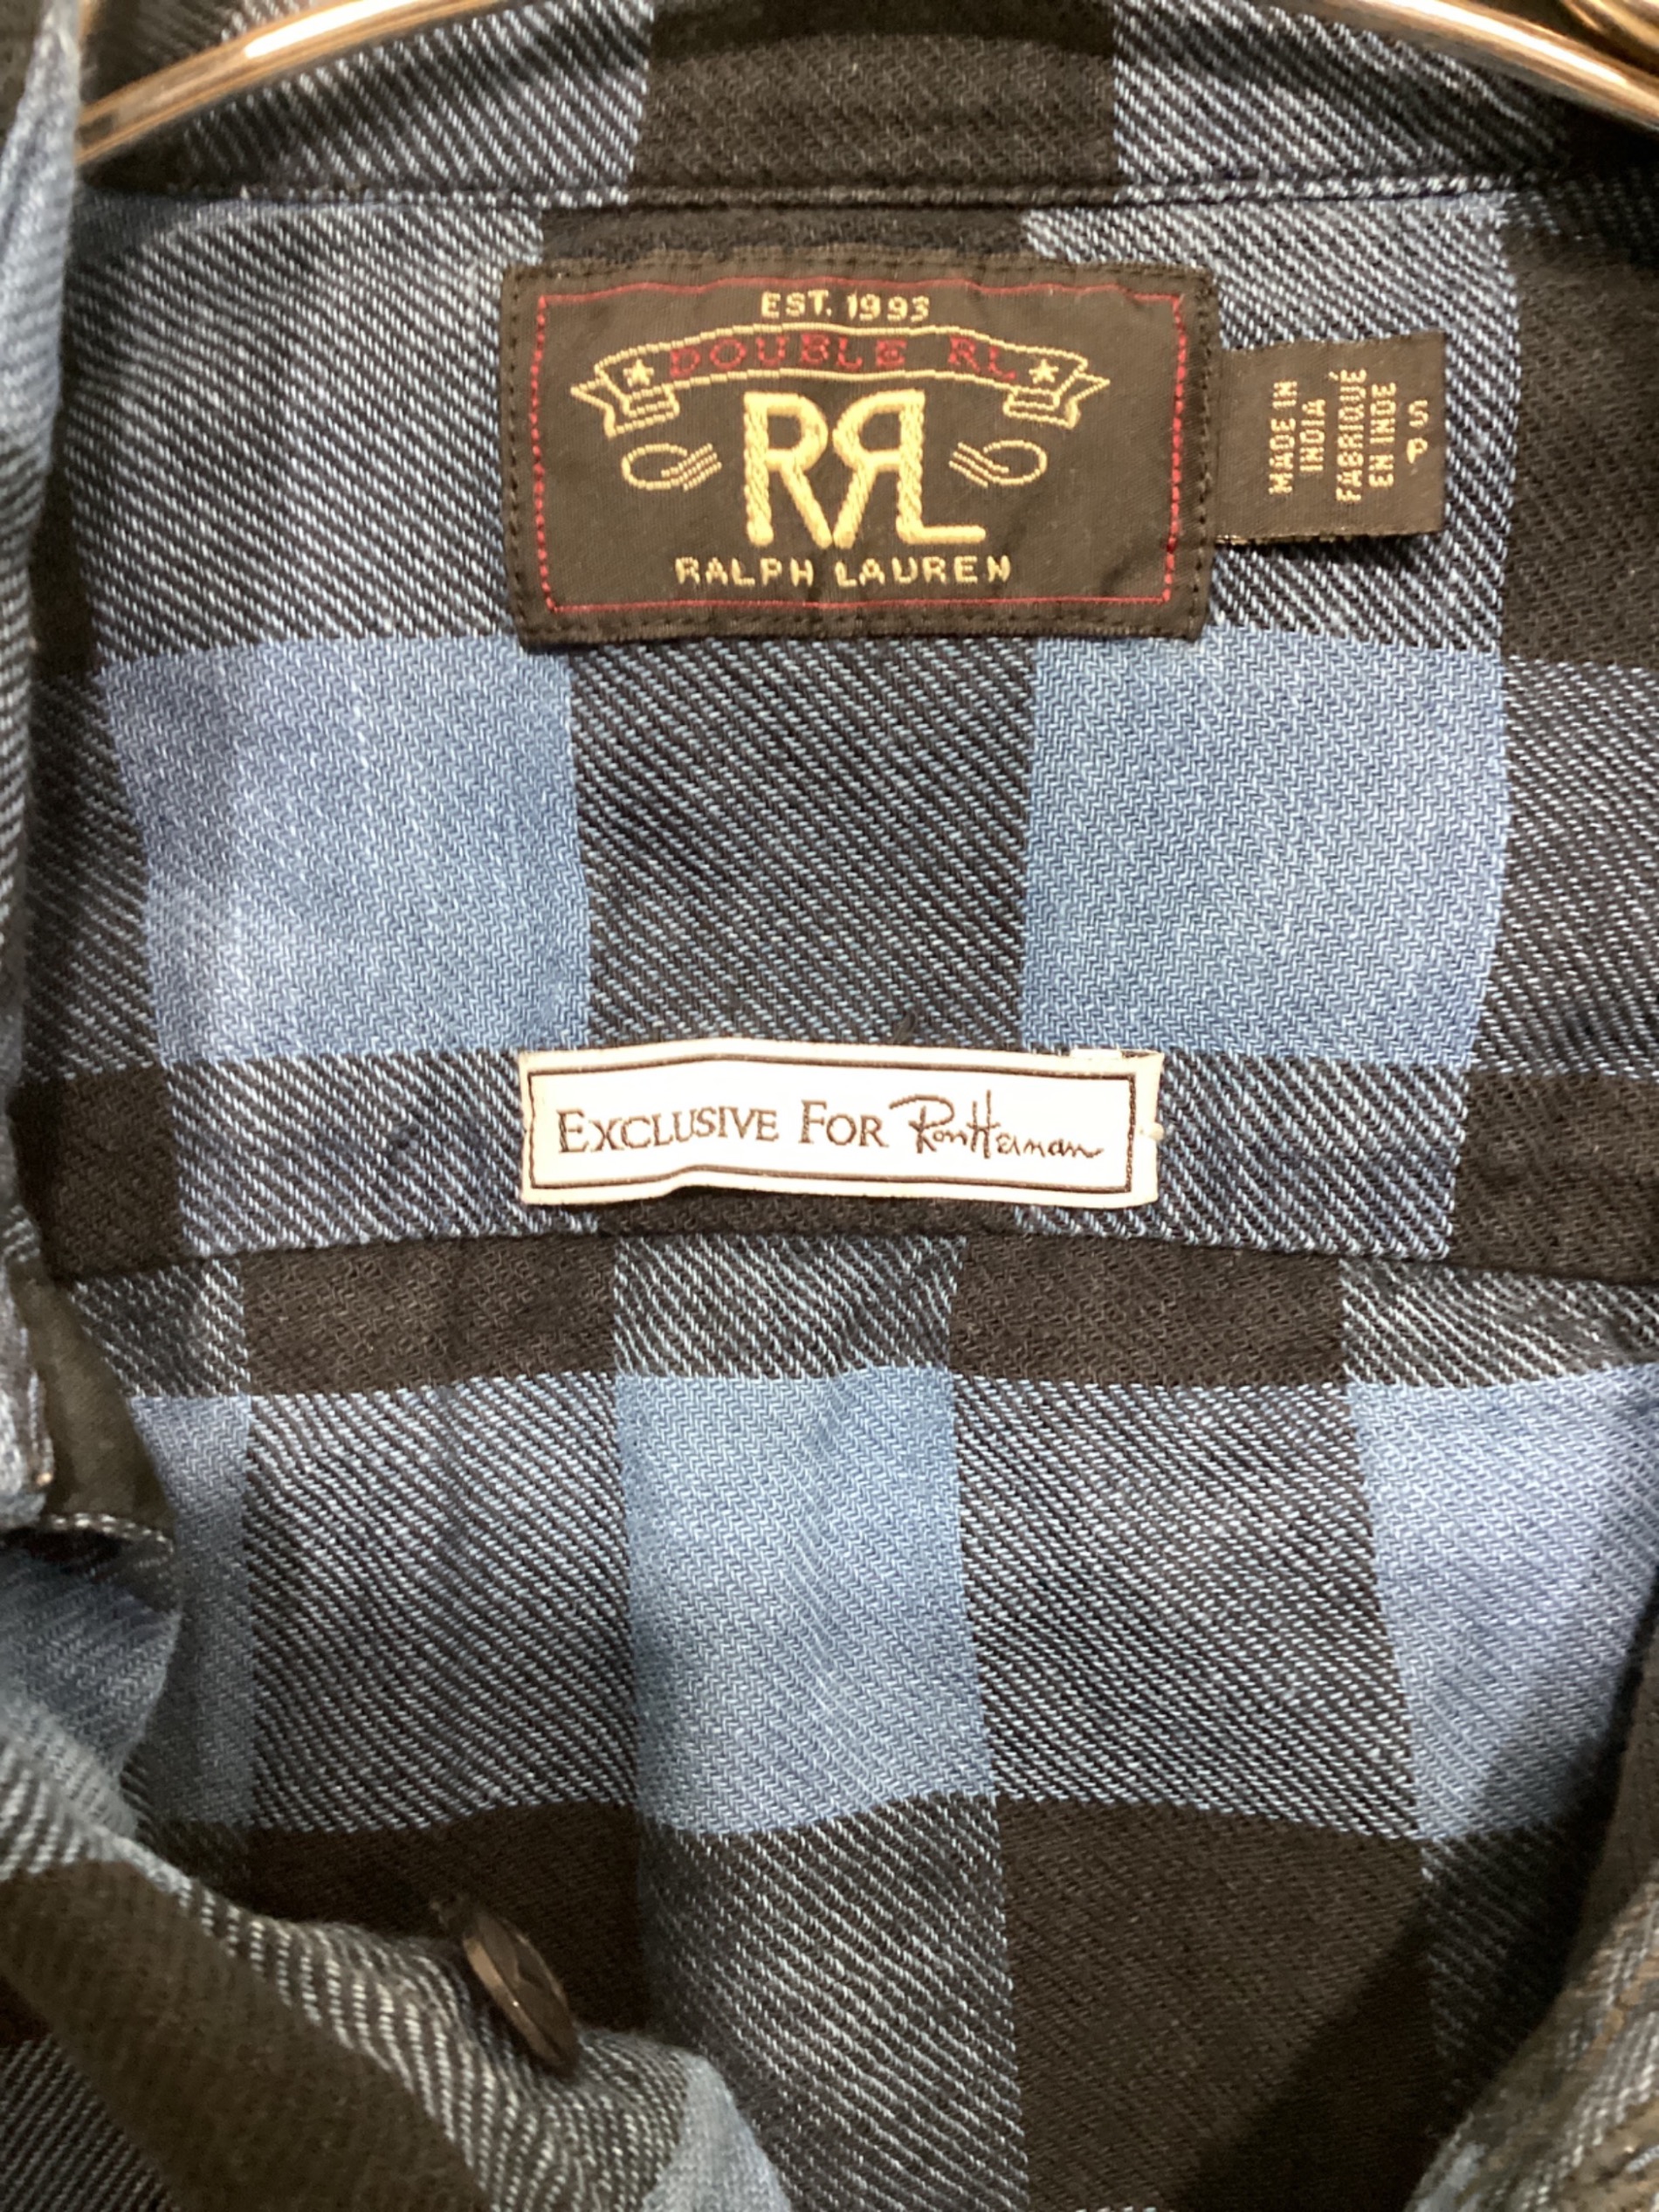 EST. 1993
DOUBLE RL
RRL
RALPH LAUREN
MADE IN
INDIA
FABRIQUÉ
EN INDE
S
P
EXCLUSIVE FOR Ron Herman